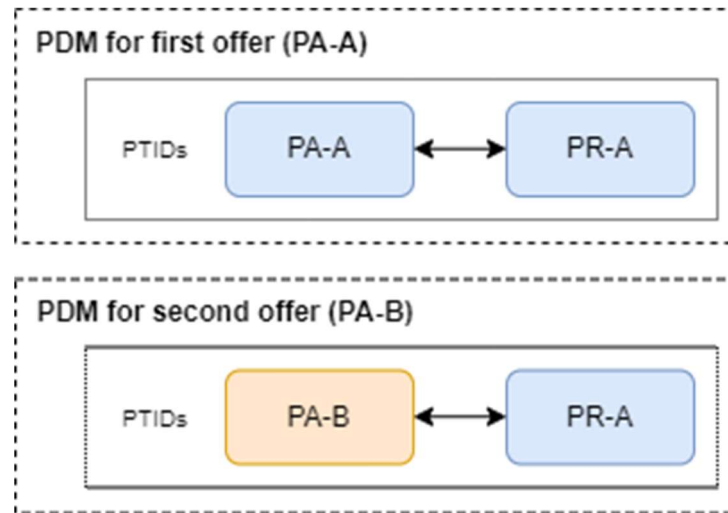 PDM for first offer (PA-A)
PTIDs PA-A PR-A
PDM for second offer (PA-B)
PTIDs PA-B PR-A